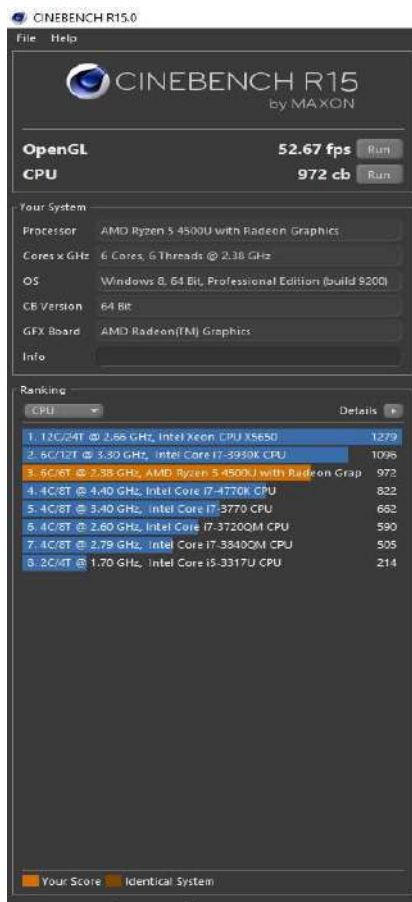 CINEBENCH R15.0
File Help
CINEBENCH R15
by MAXON
OpenGL 52.67 fps Run
CPU 972 cb Run
Your System
Processor AMD Ryzen 5 4500U with Radeon Graphics
Cores x GHz 6 Cores, 6 Threads @ 2.38 GHz
OS Windows 8, 64 Bit, Professional Edition (build 9200)
CB Version 64 Bit
GFX Board AMD Radeon(TM) Graphics
Info
Ranking
CPU Details
1. 12C/24T @ 2.66 GHz, Intel Xeon CPU X5650 1279
2. 6C/12T @ 3.30 GHz, Intel Core i7-3930K CPU 1096
3. 6C/6T @ 2.38 GHz, AMD Ryzen 5 4500U with Radeon Grap 972
4. 4C/8T @ 4.40 GHz, Intel Core i7-4770K CPU 822
5. 4C/8T @ 3.40 GHz, Intel Core i7-3770 CPU 662
6. 4C/8T @ 2.60 GHz, Intel Core i7-3720QM CPU 590
7. 4C/8T @ 2.79 GHz, Intel Core i7-3840QM CPU 505
8. 2C/4T @ 1.70 GHz, Intel Core i5-3317U CPU 214
Your Score Identical System